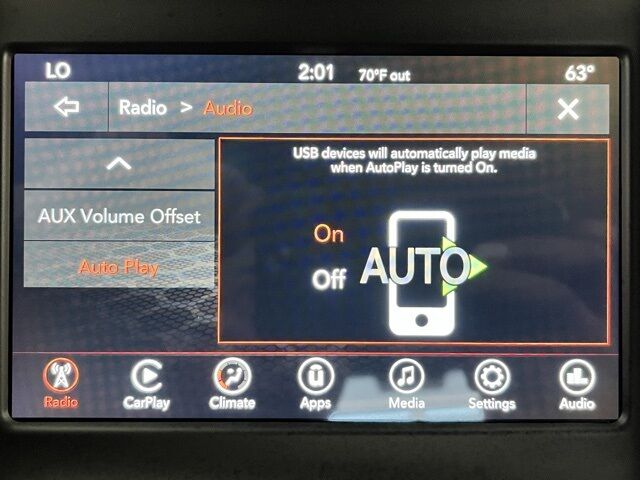 LO 2:01 70°F out 63°
Radio > Audio
USB devices will automatically play media
when AutoPlay is turned On.
AUX Volume Offset
On
Auto Play
Off AUTO
Radio CarPlay Climate Apps Media Settings Audio